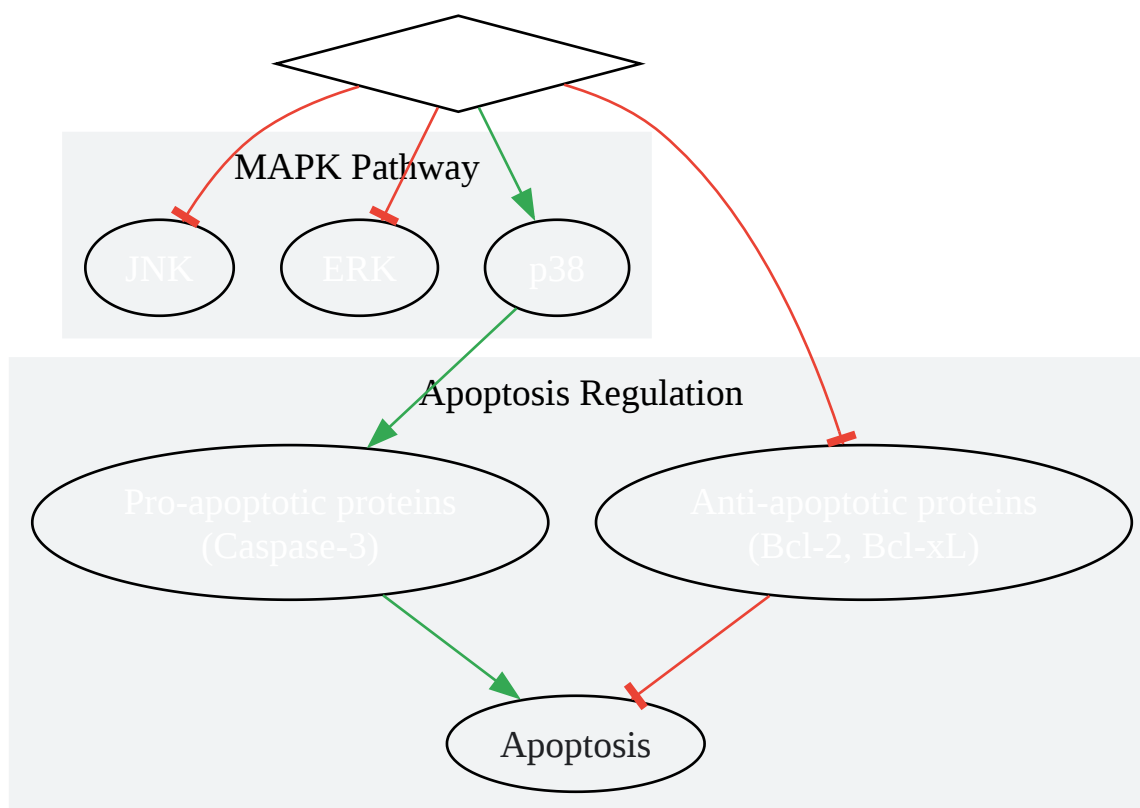 MAPK Pathway
JNK
ERK
p38
Apoptosis Regulation
Pro-apoptotic proteins
(Caspase-3)
Anti-apoptotic proteins
(Bcl-2, Bcl-xL)
Apoptosis